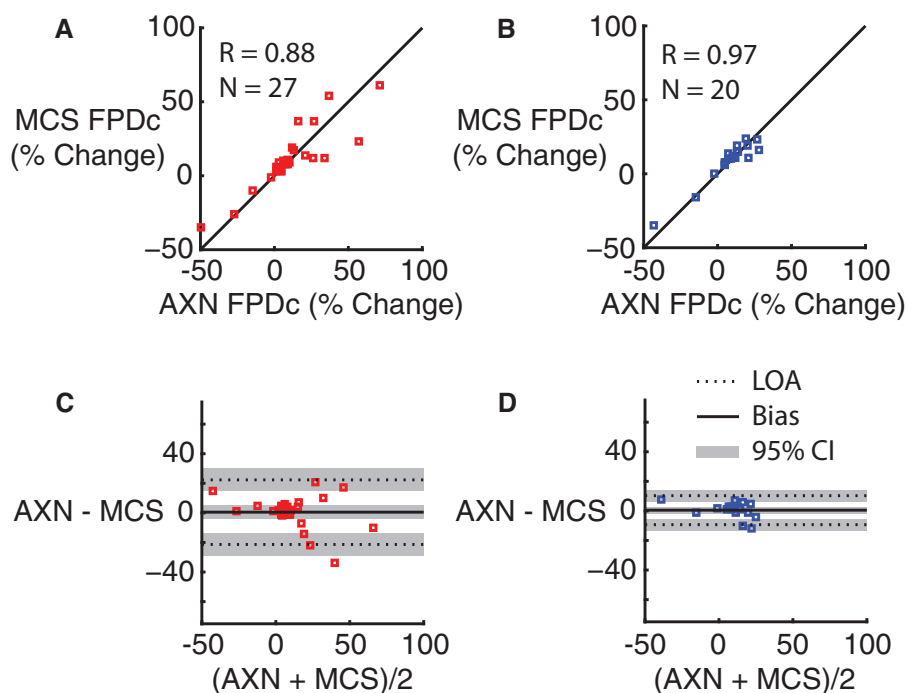 A
100
50
0
−50
MCS FPDc
(% Change)
R = 0.88
N = 27
-50 0 50 100
AXN FPDc (% Change)
B
100
50
0
−50
MCS FPDc
(% Change)
R = 0.97
N = 20
-50 0 50 100
AXN FPDc (% Change)
C
40
0
−40
AXN - MCS
-50 0 50 100
(AXN + MCS)/2
D
LOA
Bias
95% CI
40
0
−40
AXN - MCS
-50 0 50 100
(AXN + MCS)/2